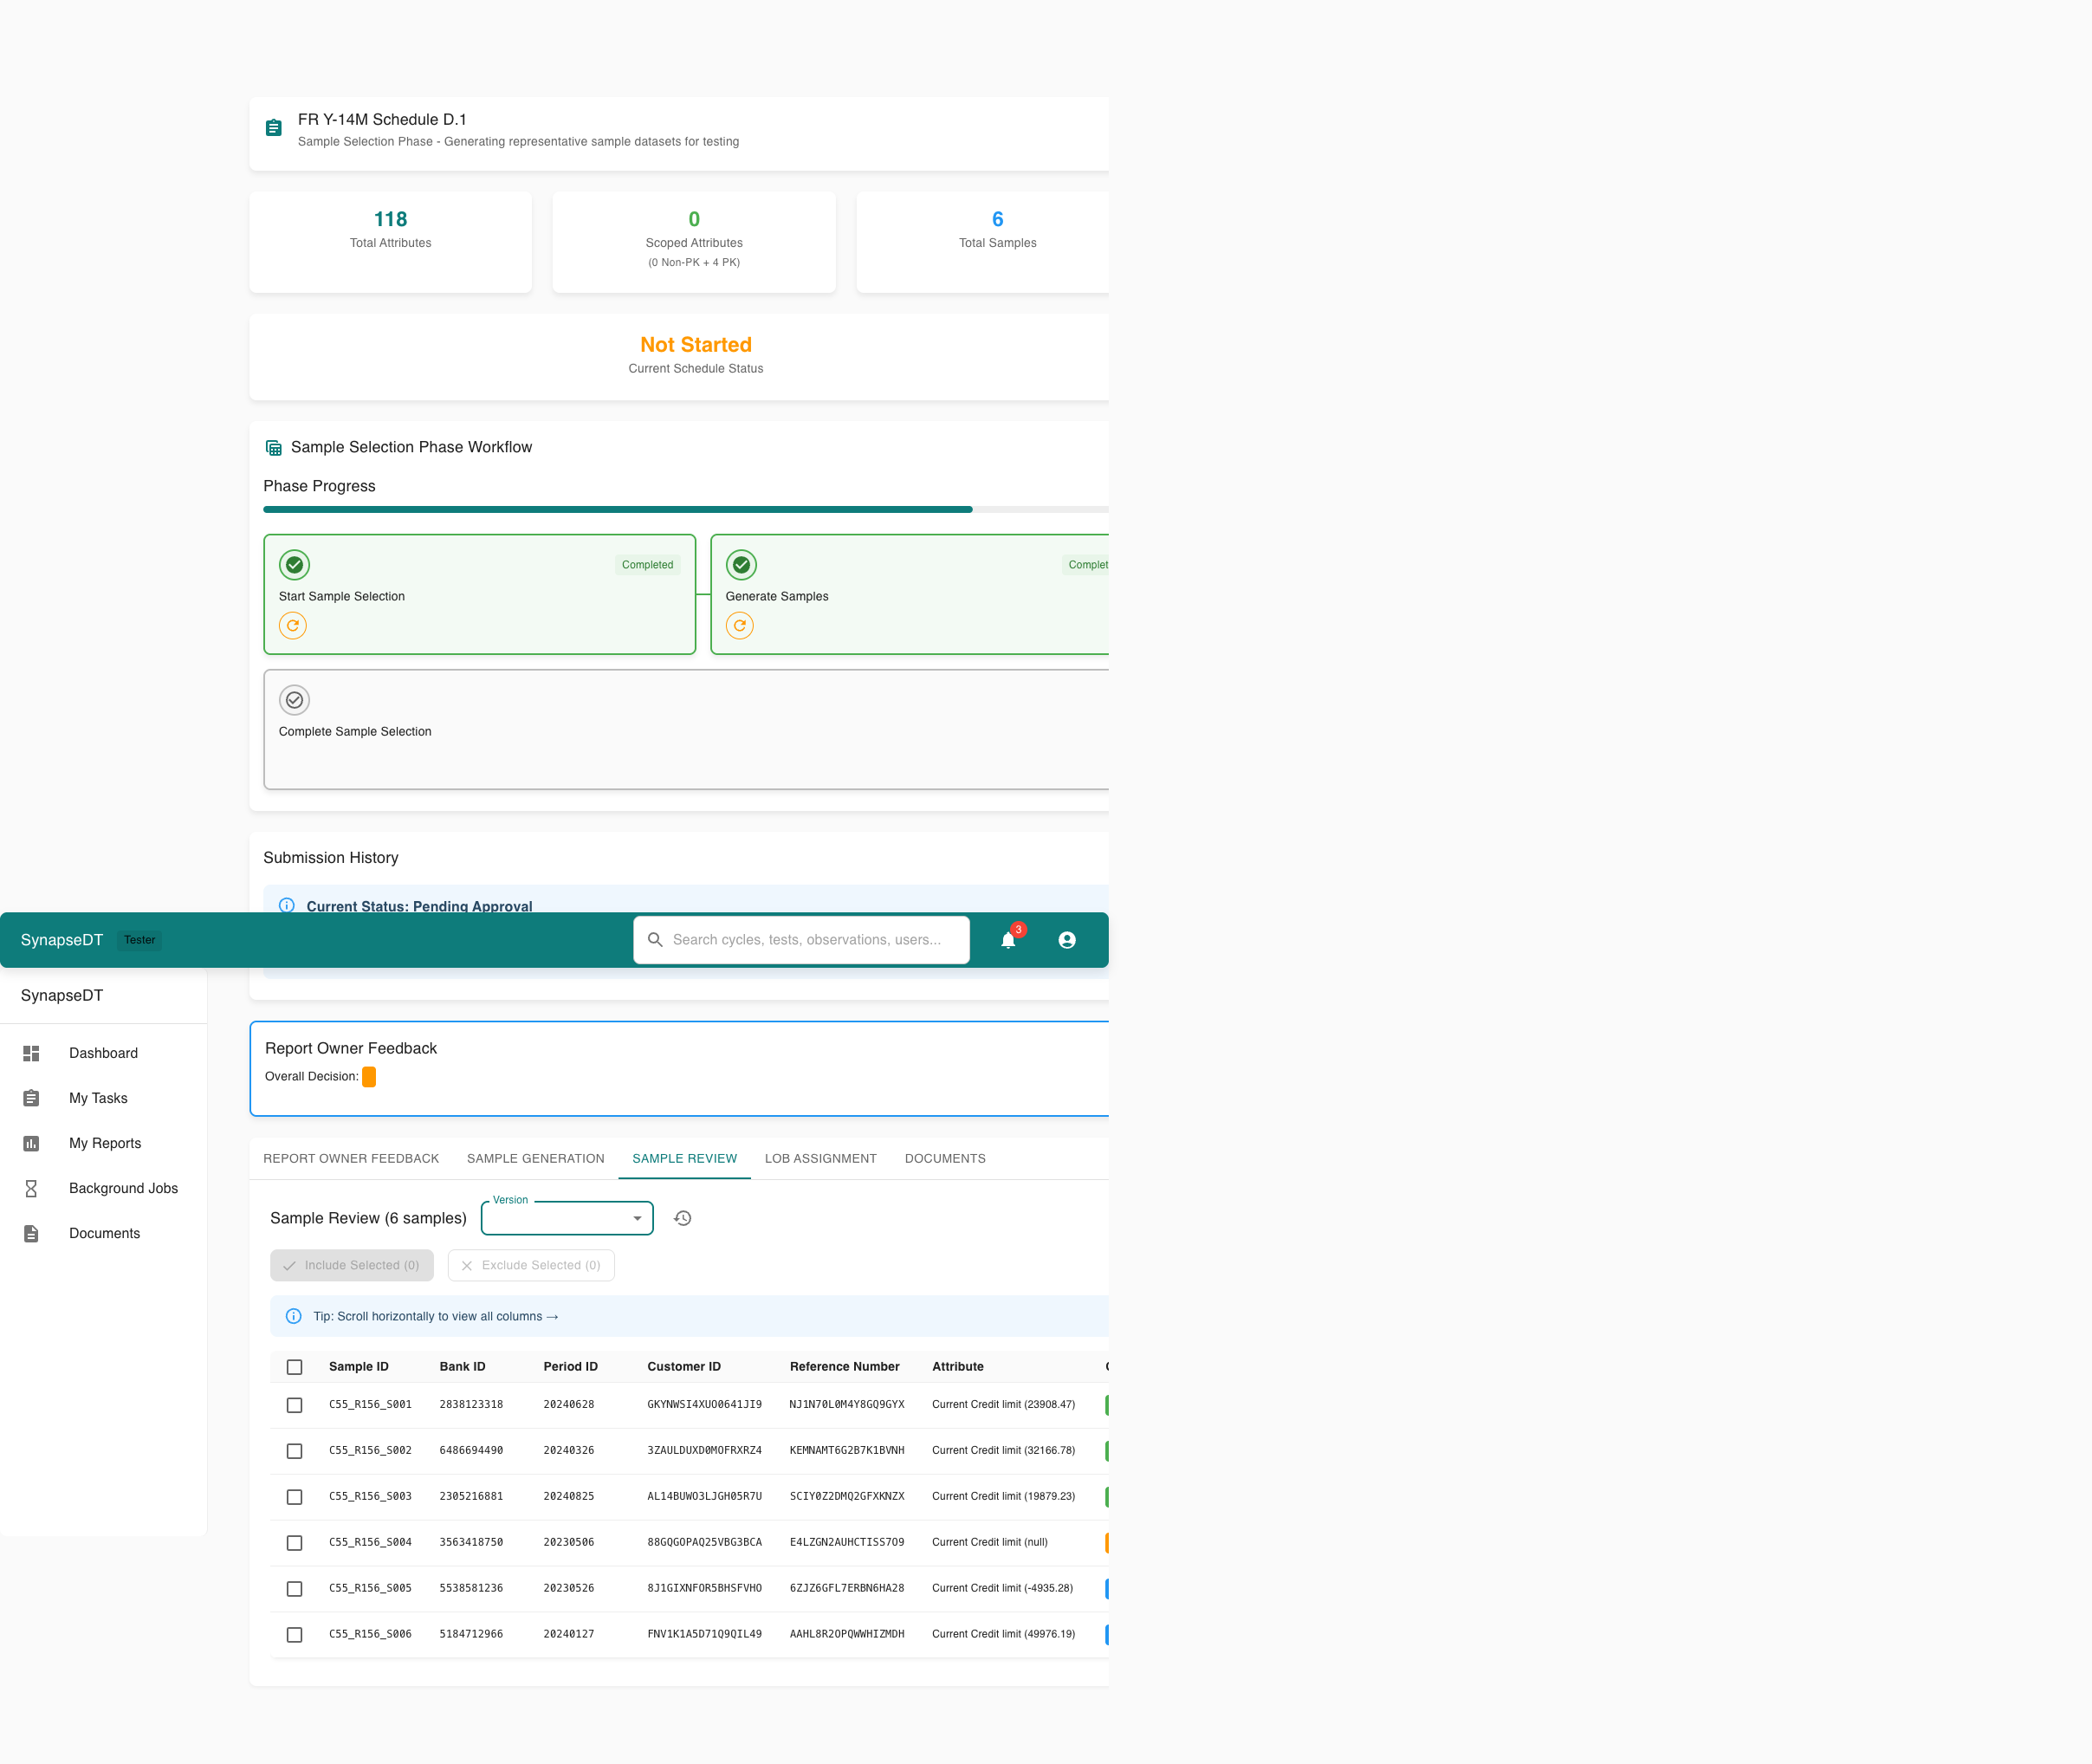 FR Y-14M Schedule D.1
Sample Selection Phase - Generating representative sample datasets for testing
118
Total Attributes
0
Scoped Attributes
(0 Non-PK + 4 PK)
6
Total Samples
Not Started
Current Schedule Status
Sample Selection Phase Workflow
Phase Progress
Completed
Start Sample Selection
Complet
Generate Samples
Complete Sample Selection
Submission History
Current Status: Pending Approval
SynapseDT Tester Search cycles, tests, observations, users... 3
SynapseDT
Dashboard
My Tasks
My Reports
Background Jobs
Documents
Report Owner Feedback
Overall Decision:
REPORT OWNER FEEDBACK SAMPLE GENERATION SAMPLE REVIEW LOB ASSIGNMENT DOCUMENTS
Version
Sample Review (6 samples)
Include Selected (0) Exclude Selected (0)
Tip: Scroll horizontally to view all columns →
Sample ID Bank ID Period ID Customer ID Reference Number Attribute
C55_R156_S001 2838123318 20240628 GKYNWSI4XUO0641JI9 NJ1N70L0M4Y8GQ9GYX Current Credit limit (23908.47)
C55_R156_S002 6486694490 20240326 3ZAULDUXD0MOFRXRZ4 KEMNAMT6G2B7K1BVNH Current Credit limit (32166.78)
C55_R156_S003 2305216881 20240825 AL14BUWO3LJGH05R7U SCIY0Z2DMQ2GFXKNZX Current Credit limit (19879.23)
C55_R156_S004 3563418750 20230506 88GQGOPAQ25VBG3BCA E4LZGN2AUHCTISS7O9 Current Credit limit (null)
C55_R156_S005 5538581236 20230526 8J1GIXNFOR5BHSFVHO 6ZJZ6GFL7ERBN6HA28 Current Credit limit (-4935.28)
C55_R156_S006 5184712966 20240127 FNV1K1A5D71Q9QIL49 AAHL8R2OPQWWHIZMDH Current Credit limit (49976.19)